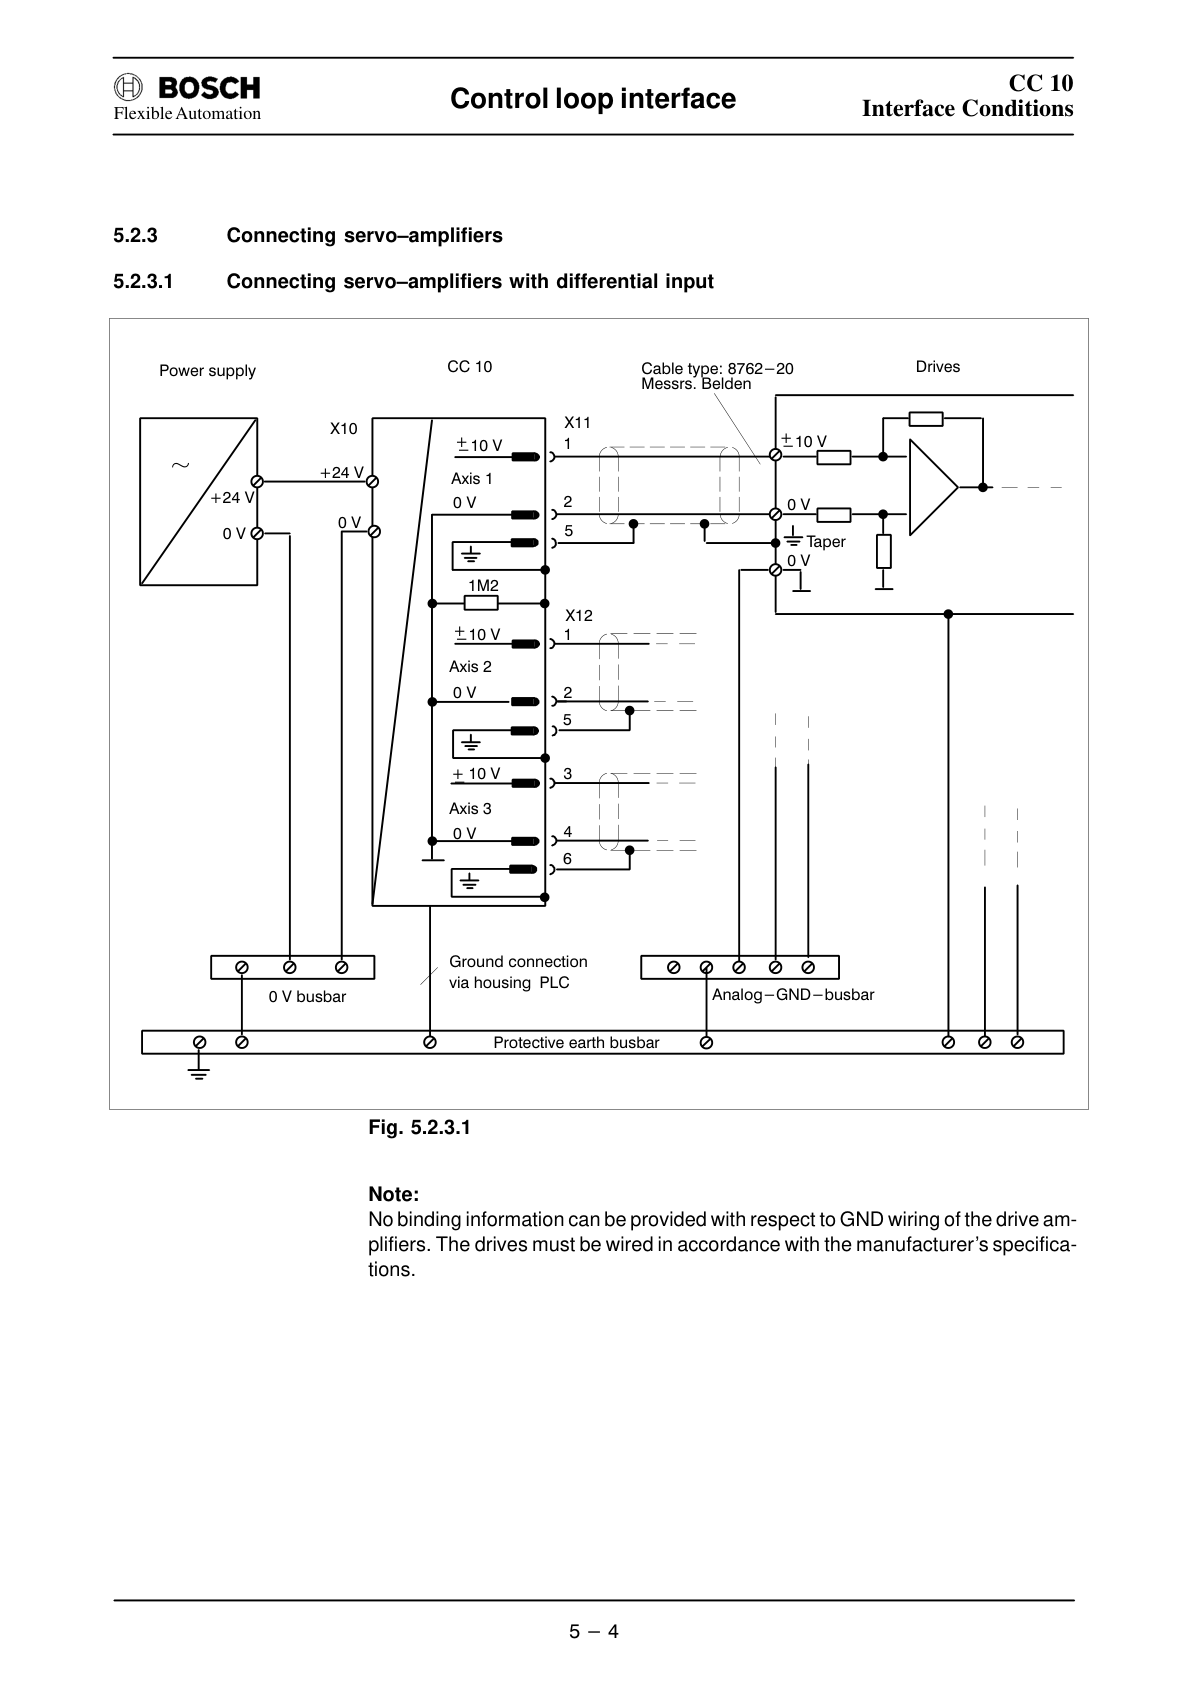 BOSCH
Flexible Automation
Control loop interface
CC 10
Interface Conditions
5.2.3 Connecting servo–amplifiers
5.2.3.1 Connecting servo–amplifiers with differential input
Power supply
CC 10
Cable type: 8762−20
Messrs. Belden
Drives
X10
X11
+24 V
+24 V
0 V
0 V
± 10 V
1
Axis 1
0 V
2
5
1M2
X12
± 10 V
1
Axis 2
0 V
2
5
± 10 V
3
Axis 3
0 V
4
6
± 10 V
0 V
Taper
0 V
Ground connection
via housing PLC
0 V busbar
Analog−GND−busbar
Protective earth busbar
Fig. 5.2.3.1
Note:
No binding information can be provided with respect to GND wiring of the drive am-
plifiers. The drives must be wired in accordance with the manufacturer's specifica-
tions.
5 − 4